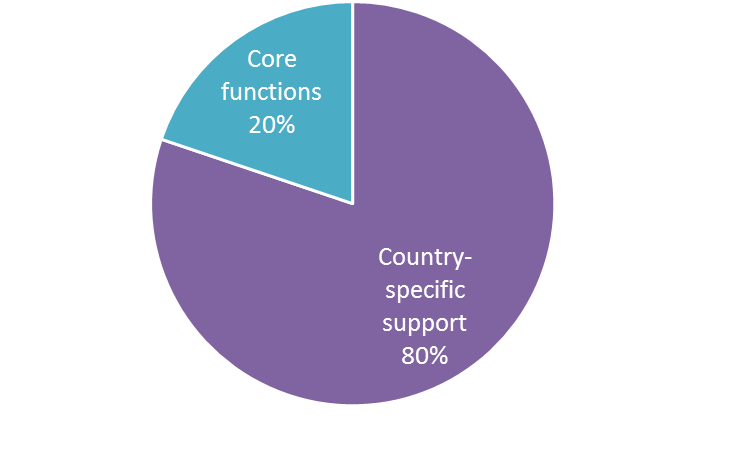 Core
functions
20%
Country-
specific
support
80%